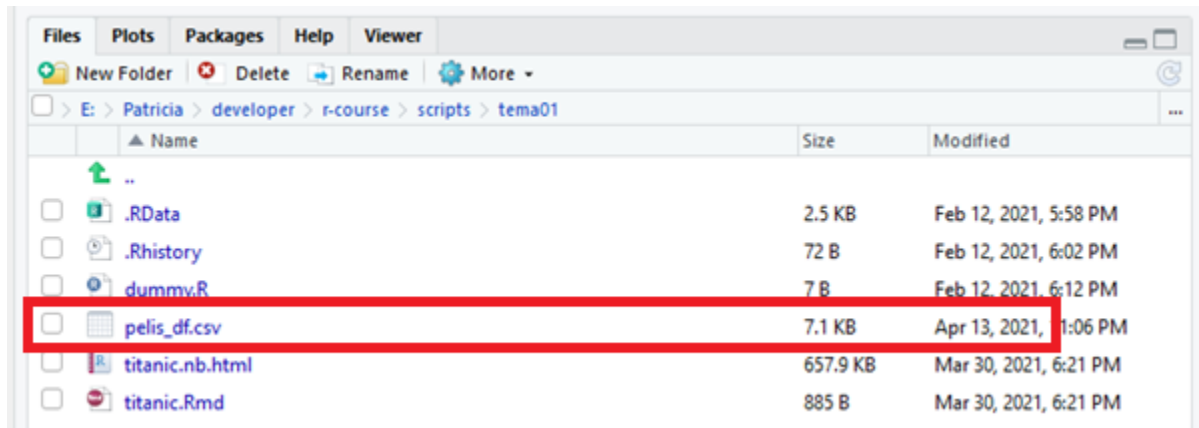 Files Plots Packages Help Viewer
New Folder Delete Rename More
E: > Patricia > developer > r-course > scripts > tema01 ...
Name Size Modified
..
.RData 2.5 KB Feb 12, 2021, 5:58 PM
.Rhistory 72 B Feb 12, 2021, 6:02 PM
dummy.R 7 B Feb 12, 2021, 6:12 PM
pelis_df.csv 7.1 KB Apr 13, 2021, 11:06 PM
titanic.nb.html 657.9 KB Mar 30, 2021, 6:21 PM
titanic.Rmd 885 B Mar 30, 2021, 6:21 PM